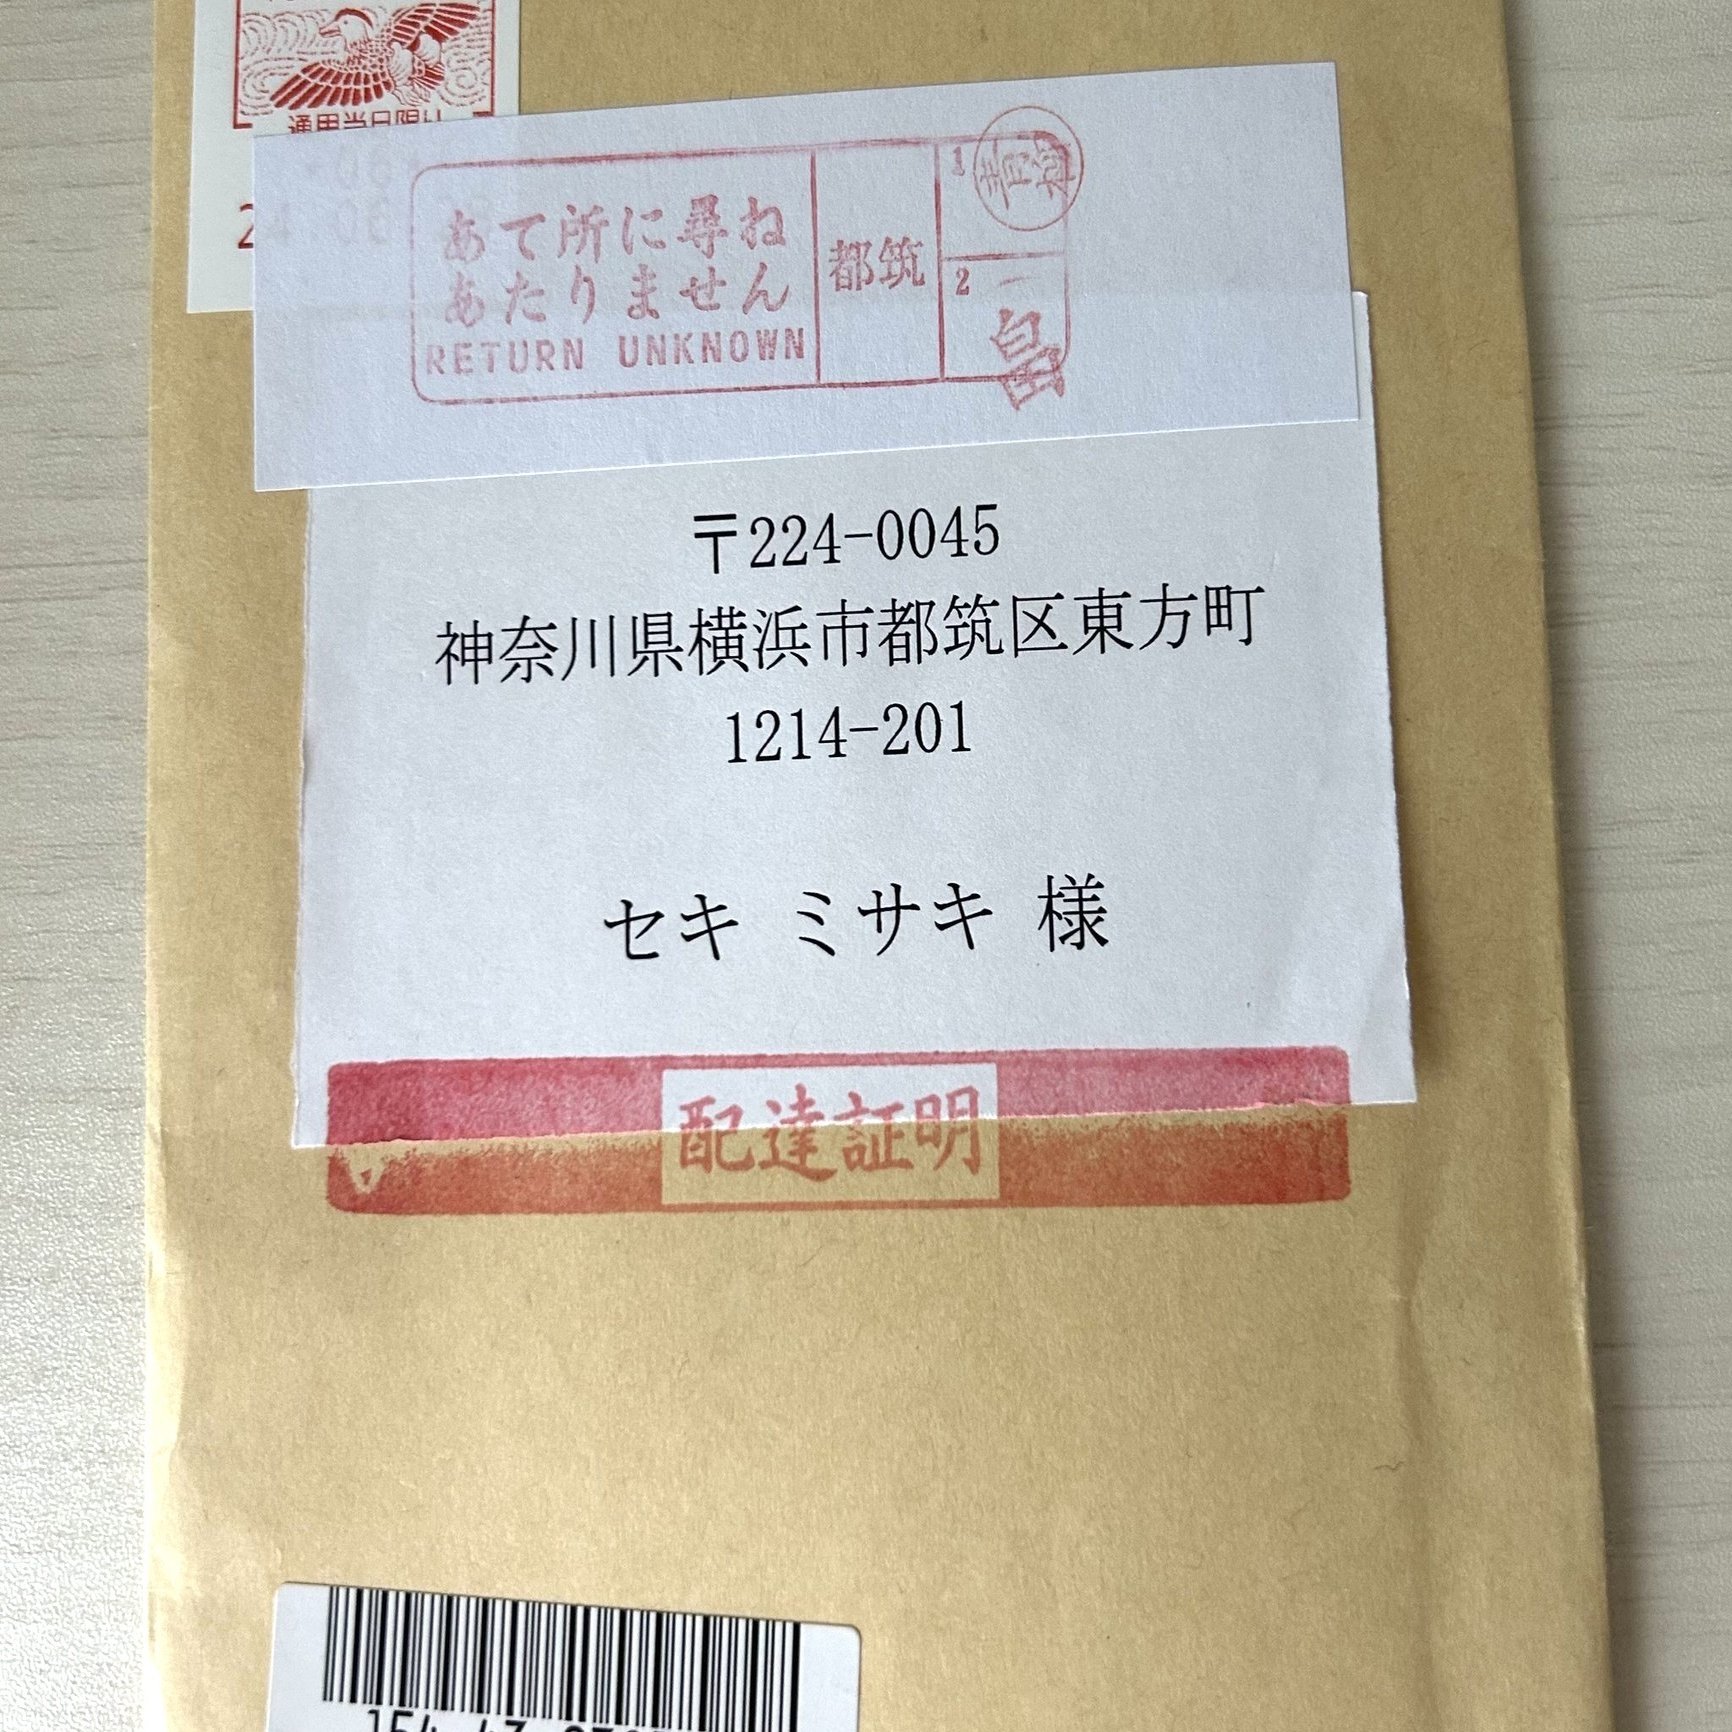 通用当日限り
あて所に尋ね
あたりません
RETURN UNKNOWN
都筑
1
2
〒224-0045
神奈川県横浜市都筑区東方町
1214-201
セキ ミサキ 様
配達証明